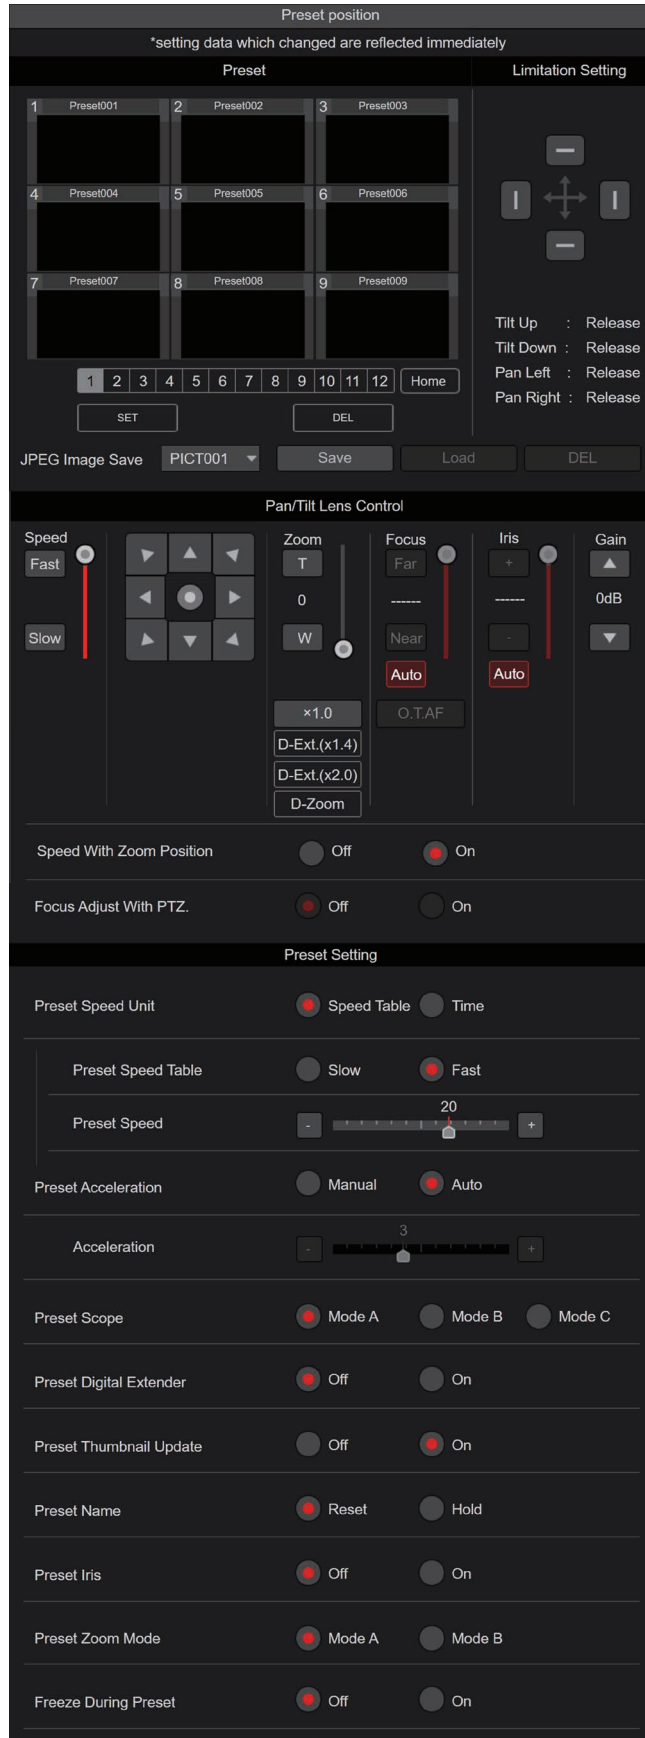 Preset position
*setting data which changed are reflected immediately
Preset
Limitation Setting
1 Preset001 2 Preset002 3 Preset003
4 Preset004 5 Preset005 6 Preset006
7 Preset007 8 Preset008 9 Preset009
Tilt Up : Release
Tilt Down : Release
Pan Left : Release
Pan Right : Release
1 2 3 4 5 6 7 8 9 10 11 12 Home
SET DEL
JPEG Image Save PICT001 Save Load DEL
Pan/Tilt Lens Control
Speed Zoom Focus Iris Gain
Fast T Far +
0 ------ ------ 0dB
Slow W Near -
Auto Auto
×1.0 O.T.AF
D-Ext.(x1.4)
D-Ext.(x2.0)
D-Zoom
Speed With Zoom Position Off On
Focus Adjust With PTZ. Off On
Preset Setting
Preset Speed Unit Speed Table Time
Preset Speed Table Slow Fast
20
Preset Speed - +
Preset Acceleration Manual Auto
3
Acceleration - +
Preset Scope Mode A Mode B Mode C
Preset Digital Extender Off On
Preset Thumbnail Update Off On
Preset Name Reset Hold
Preset Iris Off On
Preset Zoom Mode Mode A Mode B
Freeze During Preset Off On